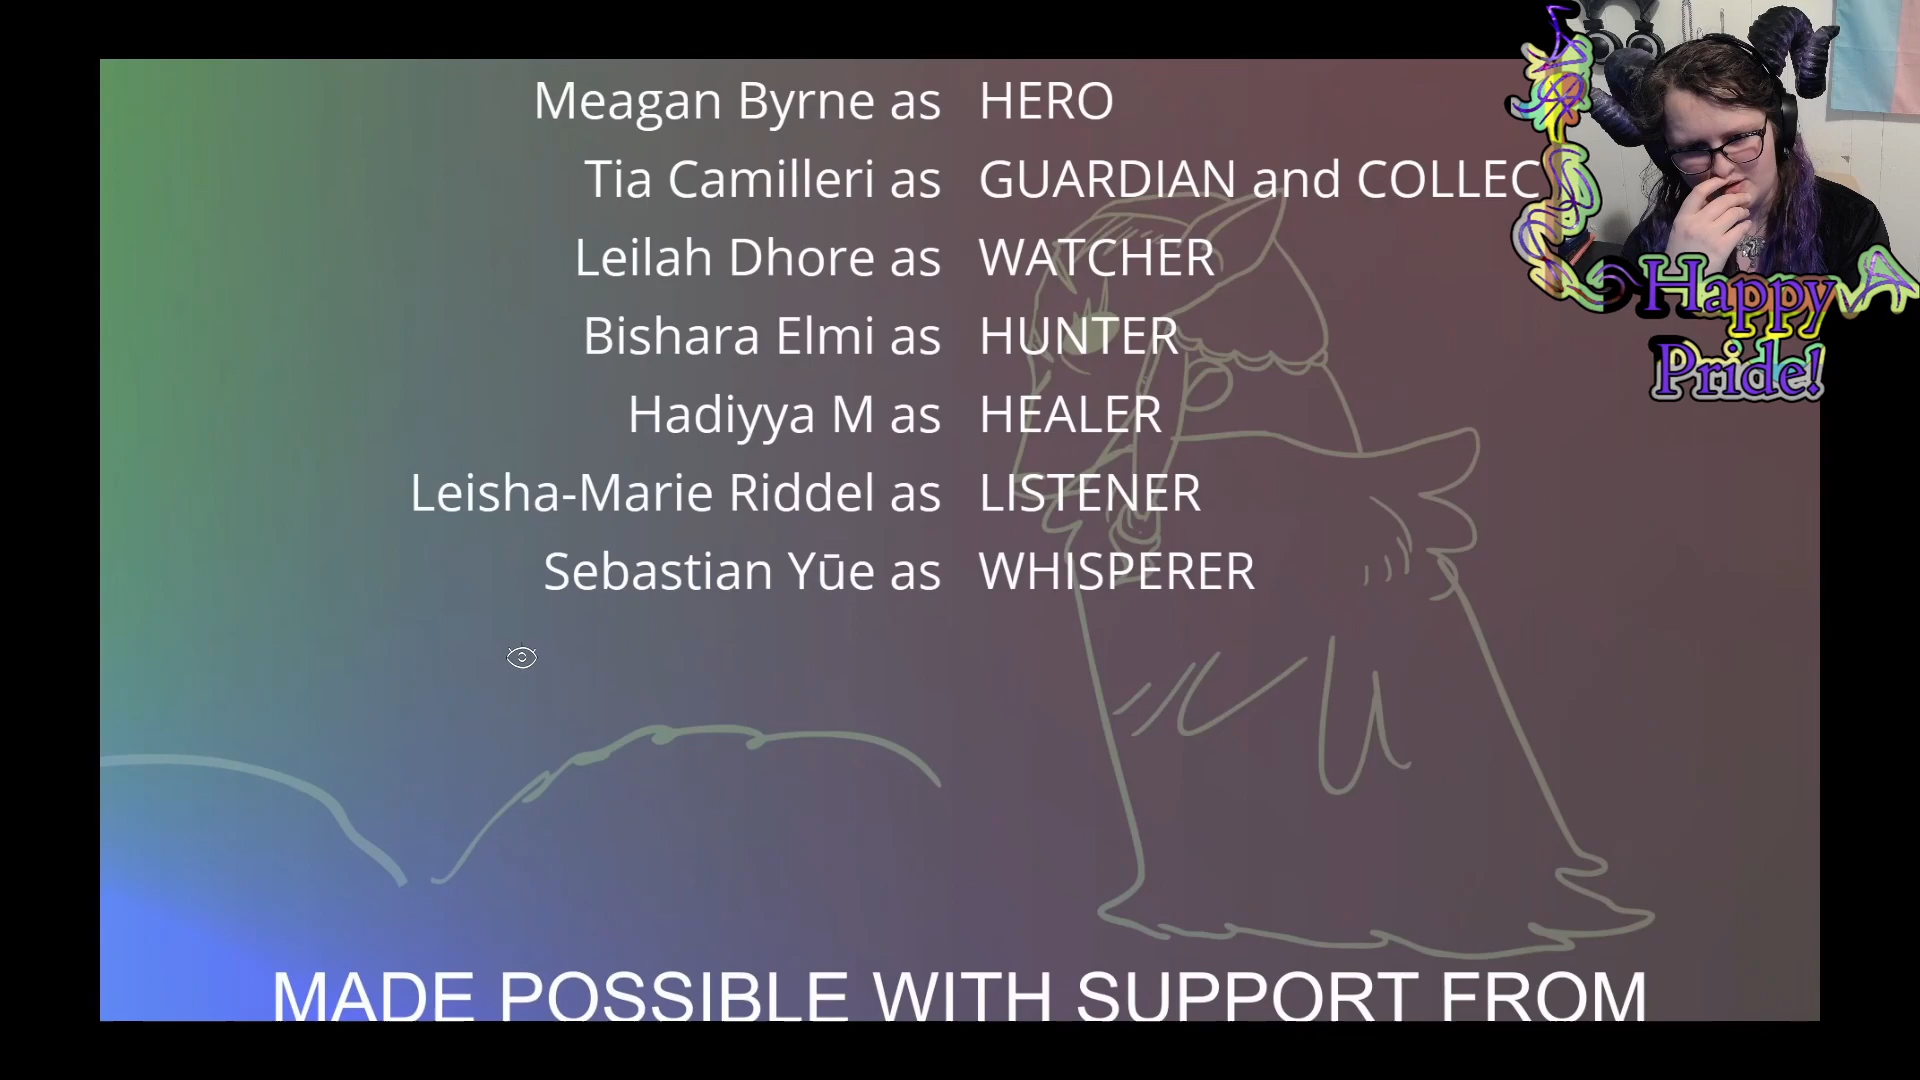 Meagan Byrne as HERO
Tia Camilleri as GUARDIAN and COLLEC
Leilah Dhore as WATCHER
Bishara Elmi as HUNTER
Hadiyya M as HEALER
Leisha-Marie Riddel as LISTENER
Sebastian Yūe as WHISPERER
MADE POSSIBLE WITH SUPPORT FROM
Happy
Pride!